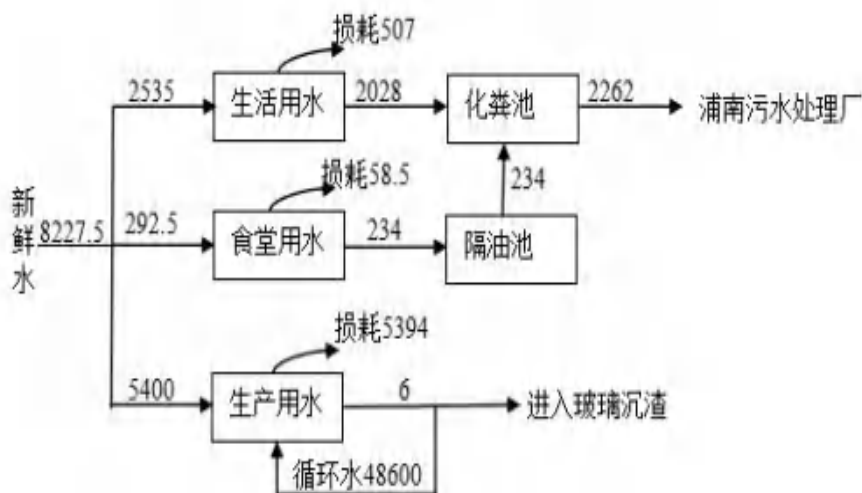 损耗507
2535
生活用水
2028
化粪池
2262
浦南污水处理厂
损耗58.5
234
新鲜水
8227.5
292.5
食堂用水
234
隔油池
损耗5394
5400
生产用水
6
进入玻璃沉渣
循环水48600